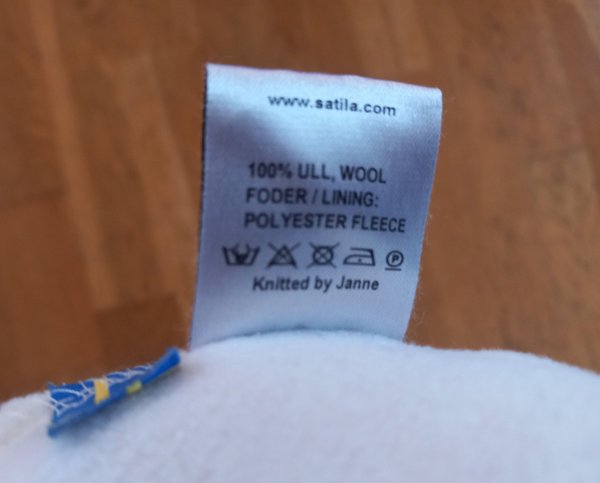 www.satila.com
100% ULL, WOOL
FODER / LINING:
POLYESTER FLEECE
P
Knitted by Janne